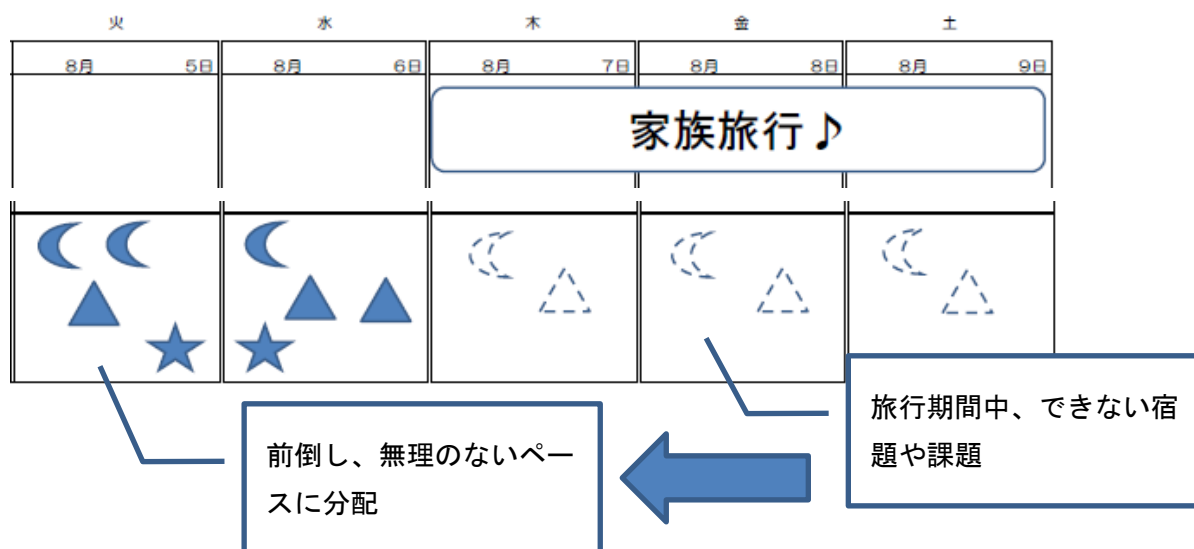 火 水 木 金 土
8月 5日 8月 6日 8月 7日 8月 8日 8月 9日
家族旅行♪
旅行期間中、できない宿
題や課題
前倒し、無理のないペー
スに分配